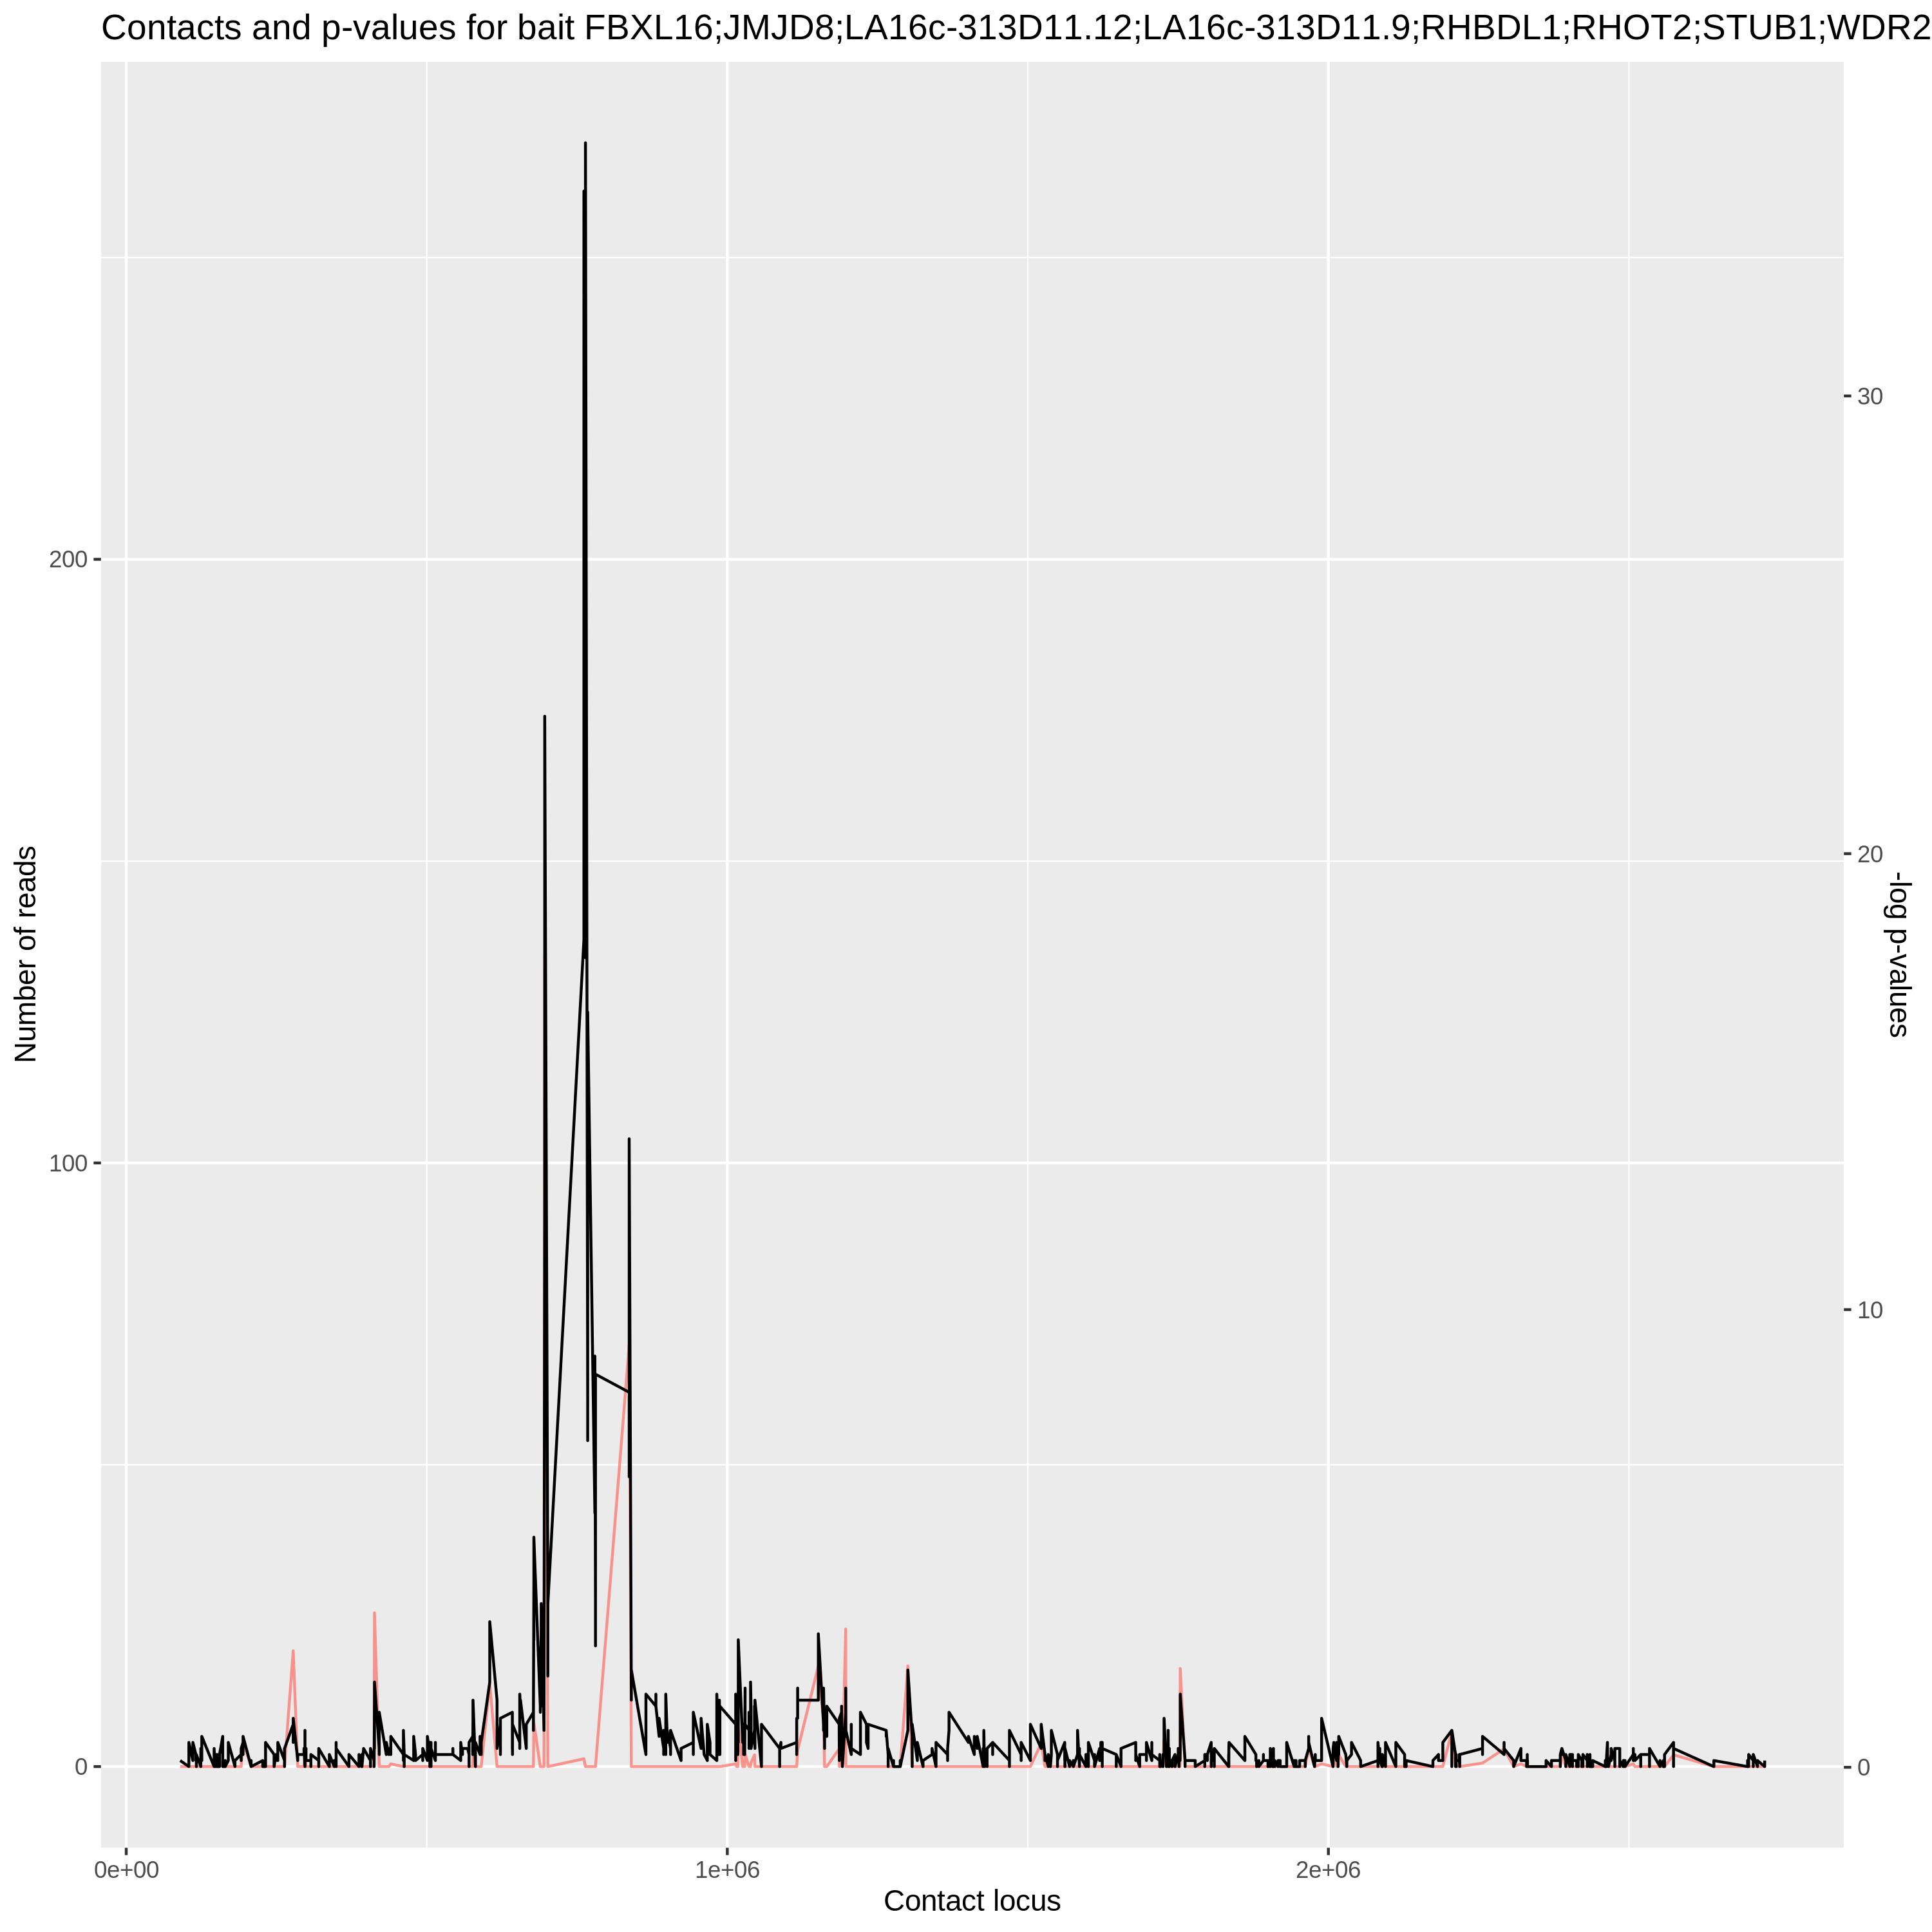 Contacts and p-values for bait FBXL16;JMJD8;LA16c-313D11.12;LA16c-313D11.9;RHBDL1;RHOT2;STUB1;WDR2
Number of reads
200
100
0
30
20
10
0
-log p-values
0e+00
1e+06
2e+06
Contact locus